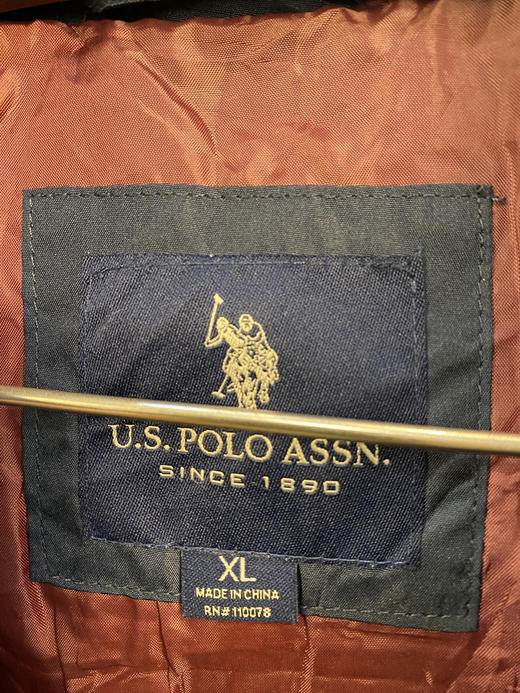 U.S. POLO ASSN.
SINCE 1890
XL
MADE IN CHINA
RN# 110078